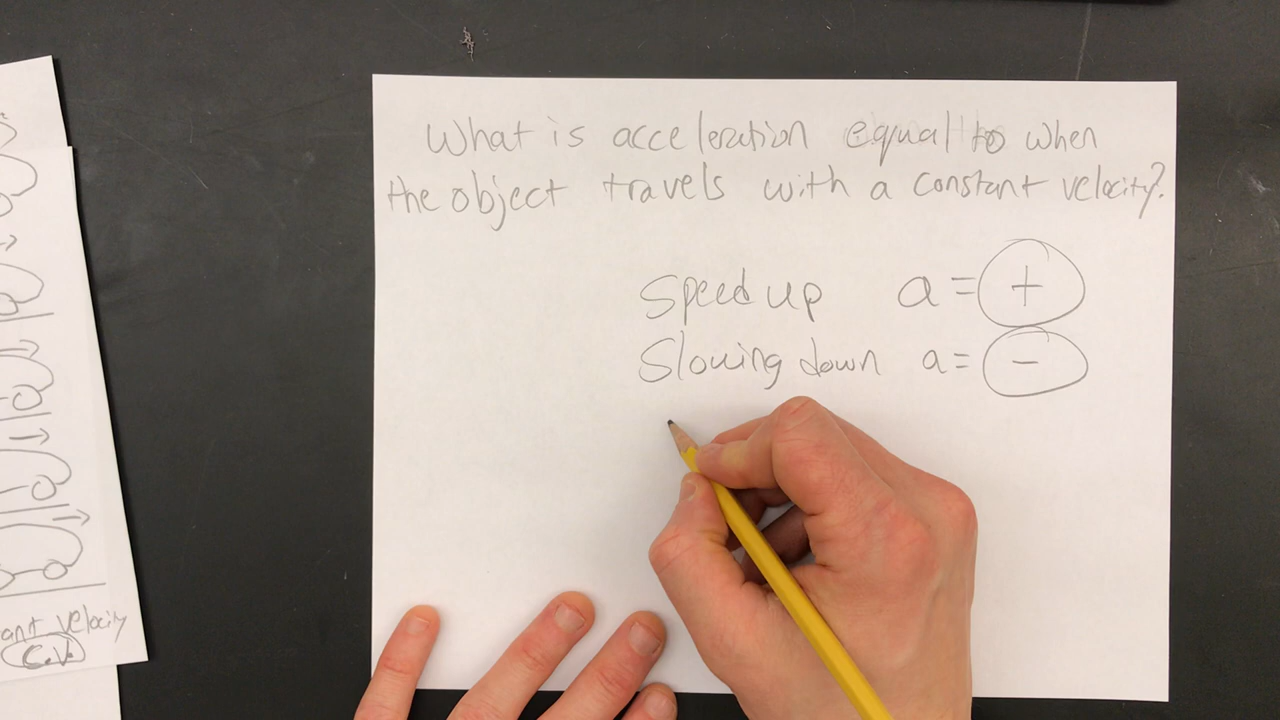 What is acceleration equal to when
the object travels with a constant velocity?
Speed up a = +
Slowing down a = -
ant velocity
C.V.